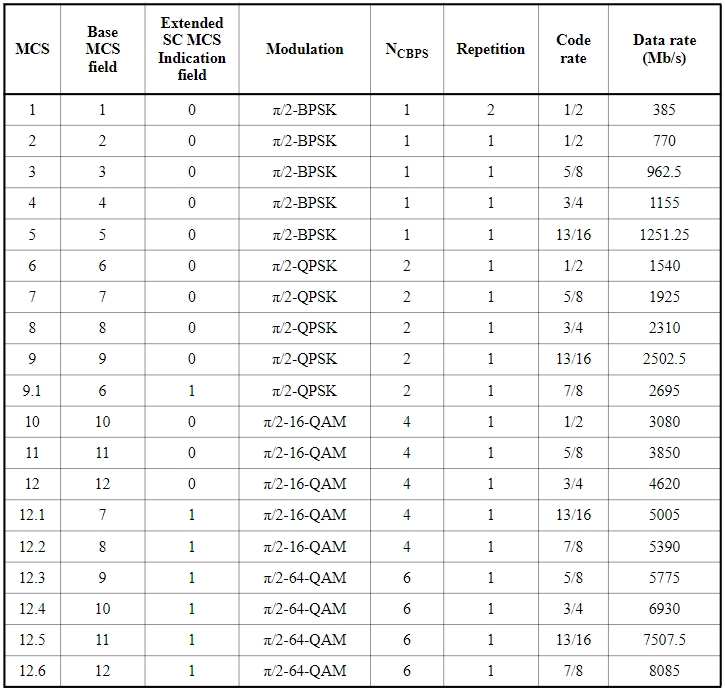 MCS Base MCS field Extended SC MCS Indication field Modulation NCBPS Repetition Code rate Data rate (Mb/s)
1 1 0 π/2-BPSK 1 2 1/2 385
2 2 0 π/2-BPSK 1 1 1/2 770
3 3 0 π/2-BPSK 1 1 5/8 962.5
4 4 0 π/2-BPSK 1 1 3/4 1155
5 5 0 π/2-BPSK 1 1 13/16 1251.25
6 6 0 π/2-QPSK 2 1 1/2 1540
7 7 0 π/2-QPSK 2 1 5/8 1925
8 8 0 π/2-QPSK 2 1 3/4 2310
9 9 0 π/2-QPSK 2 1 13/16 2502.5
9.1 6 1 π/2-QPSK 2 1 7/8 2695
10 10 0 π/2-16-QAM 4 1 1/2 3080
11 11 0 π/2-16-QAM 4 1 5/8 3850
12 12 0 π/2-16-QAM 4 1 3/4 4620
12.1 7 1 π/2-16-QAM 4 1 13/16 5005
12.2 8 1 π/2-16-QAM 4 1 7/8 5390
12.3 9 1 π/2-64-QAM 6 1 5/8 5775
12.4 10 1 π/2-64-QAM 6 1 3/4 6930
12.5 11 1 π/2-64-QAM 6 1 13/16 7507.5
12.6 12 1 π/2-64-QAM 6 1 7/8 8085